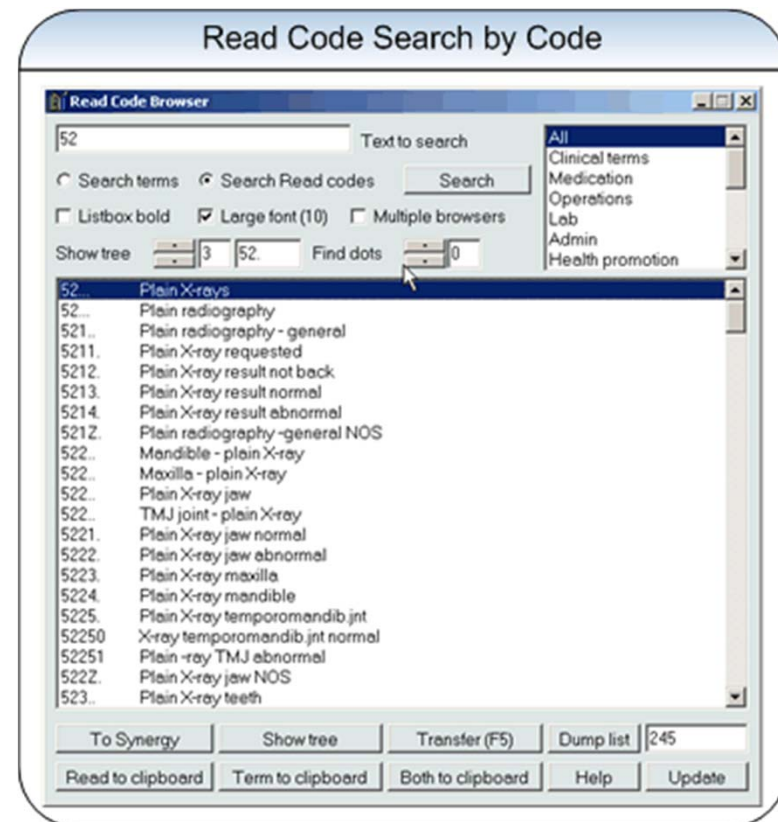 Read Code Search by Code
Read Code Browser
52 Text to search
Search terms Search Read codes Search
Listbox bold Large font (10) Multiple browsers
Show tree 3 52. Find dots 0
All
Clinical terms
Medication
Operations
Lab
Admin
Health promotion
52... Plain X-rays
52... Plain radiography
521.. Plain radiography - general
5211. Plain X-ray requested
5212. Plain X-ray result not back
5213. Plain X-ray result normal
5214. Plain X-ray result abnormal
521Z. Plain radiography -general NOS
522.. Mandible - plain X-ray
522.. Maxilla - plain X-ray
522.. Plain X-ray jaw
522.. TMJ joint - plain X-ray
5221. Plain X-ray jaw normal
5222. Plain X-ray jaw abnormal
5223. Plain X-ray maxilla
5224. Plain X-ray mandible
5225. Plain X-ray temporomandib.jnt
52250 X-ray temporomandib.jnt normal
52251 Plain -ray TMJ abnormal
522Z. Plain X-ray jaw NOS
523.. Plain X-ray teeth
To Synergy Show tree Transfer (F5) Dump list 245
Read to clipboard Term to clipboard Both to clipboard Help Update